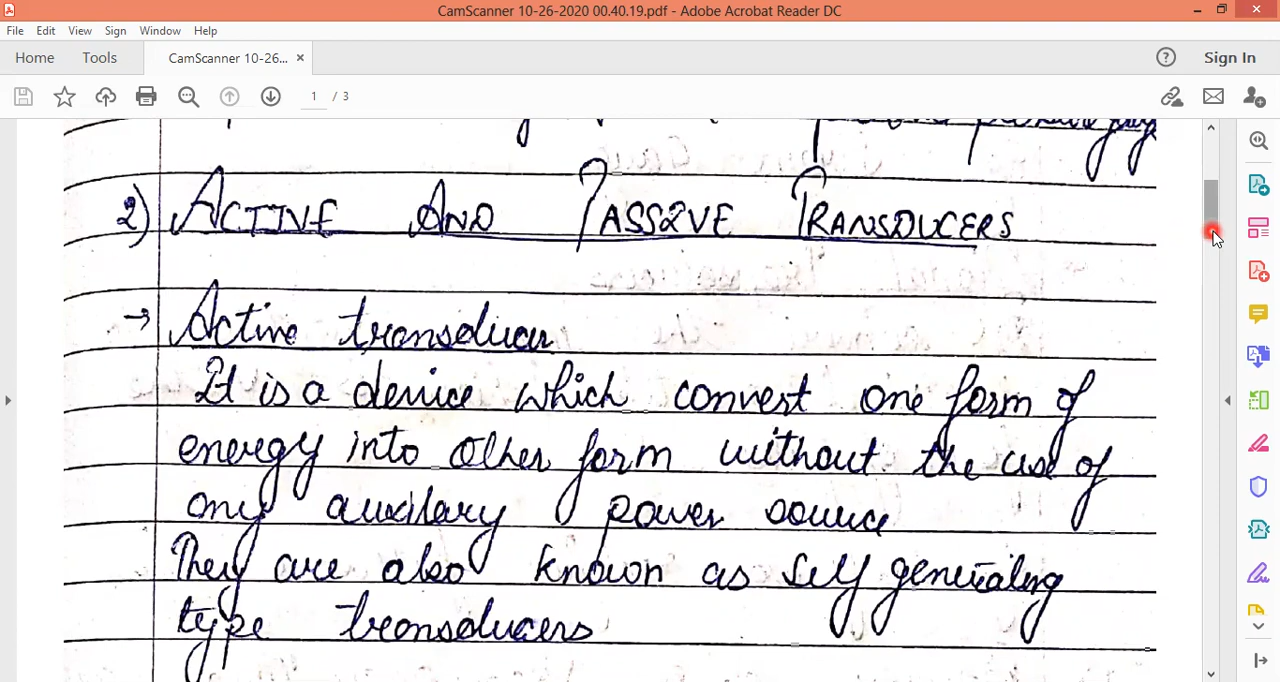 CamScanner 10-26-2020 00.40.19.pdf - Adobe Acrobat Reader DC
File Edit View Sign Window Help
Home Tools CamScanner 10-26... × Sign In
1 / 3
2) ACTIVE AND PASSIVE TRANSDUCERS
→ Active transducer
It is a device which convert one form of
energy into other form without the use of
any auxilary power source
They are also known as self generating
type transducers